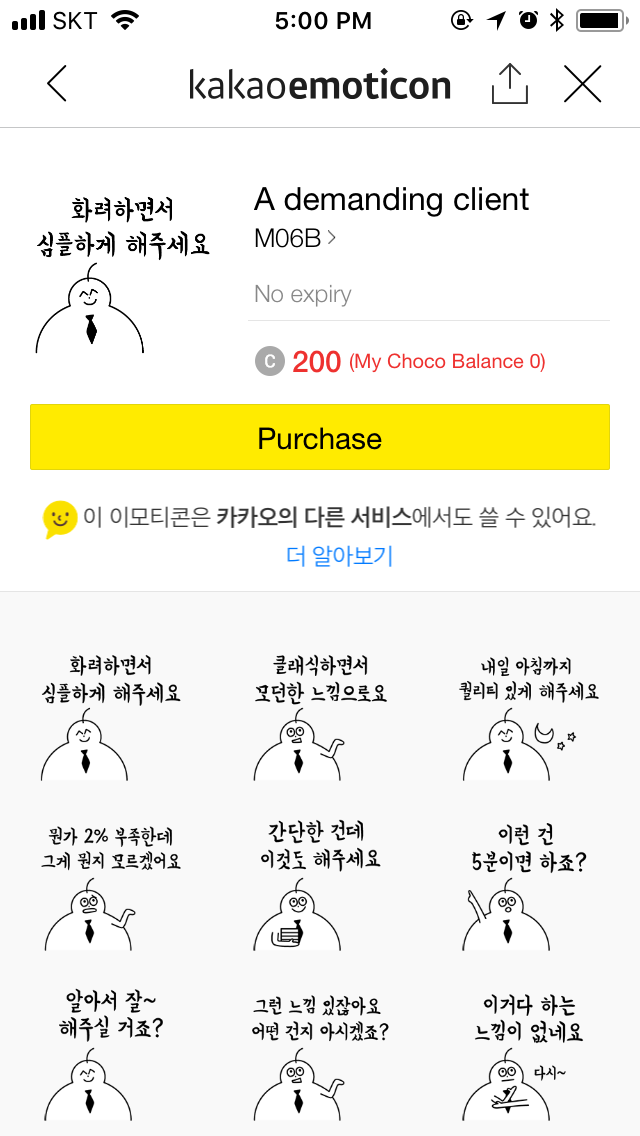 SKT 5:00 PM
kakaoemoticon
화려하면서
심플하게 해주세요
A demanding client
M06B
No expiry
C 200 (My Choco Balance 0)
Purchase
이 이모티콘은 카카오의 다른 서비스에서도 쓸 수 있어요.
더 알아보기
화려하면서
심플하게 해주세요
클래식하면서
모던한 느낌으로요
내일 아침까지
퀄리티 있게 해주세요
뭔가 2% 부족한데
그게 뭔지 모르겠어요
간단한 건데
이것도 해주세요
이런 건
5분이면 하죠?
알아서 잘~
해주실 거죠?
그런 느낌 있잖아요
어떤 건지 아시겠죠?
이거다 하는
느낌이 없네요
다시~